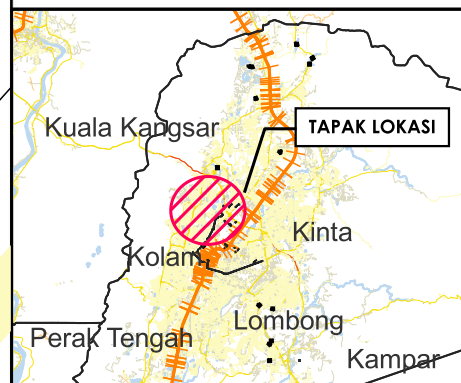 Kuala Kangsar
TAPAK LOKASI
Kinta
Kolam
Lombong
Perak Tengah
Kampar